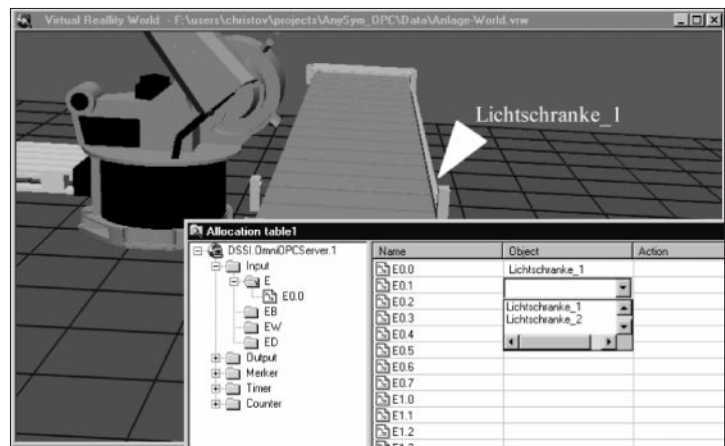 Virtual Reallity World - F:\users\christov\projects\AnySym_OPC\Data\Anlage-World.vrw
Lichtschranke_1
Allocation table1
DSSI.OmniOPCServer.1
Input
E
E0.0
EB
EW
ED
Output
Merker
Timer
Counter
Name Object Action
E0.0 Lichtschranke_1
E0.1
E0.2 Lichtschranke_1
E0.3 Lichtschranke_2
E0.4
E0.5
E0.6
E0.7
E1.0
E1.1
E1.2